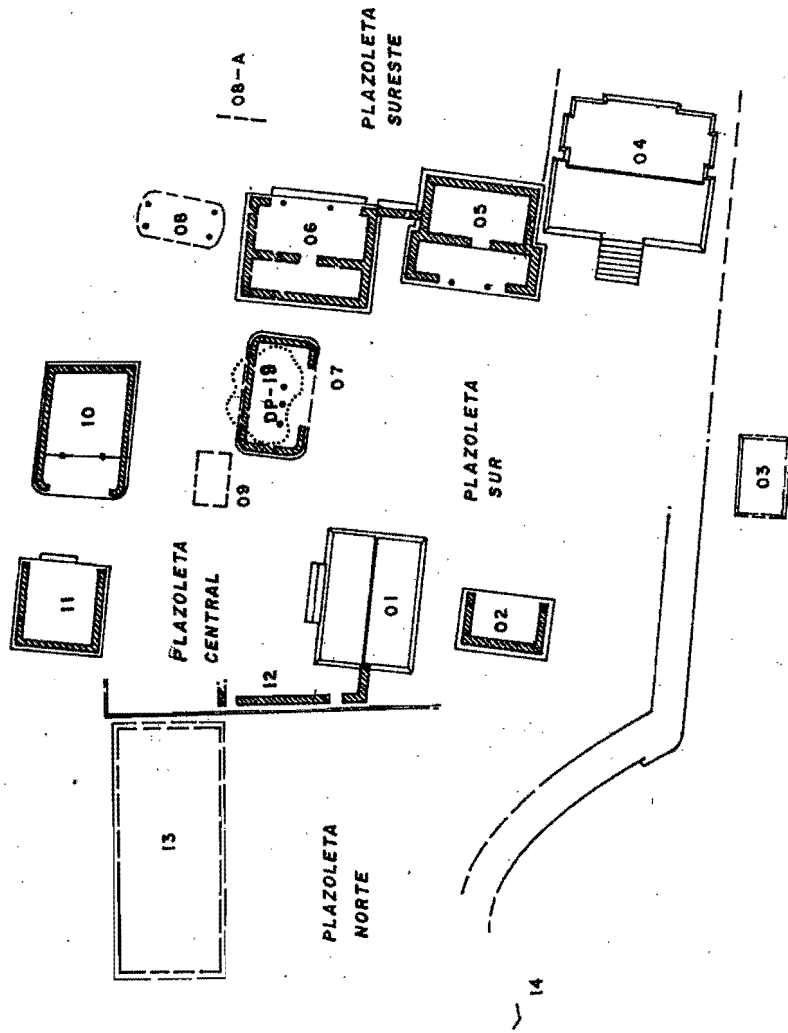 08-A
PLAZOLETA
SURESTE
08
04
06
05
10
DP-19
07
PLAZOLETA
SUR
09
03
11
PLAZOLETA
CENTRAL
01
02
12
13
PLAZOLETA
NORTE
14